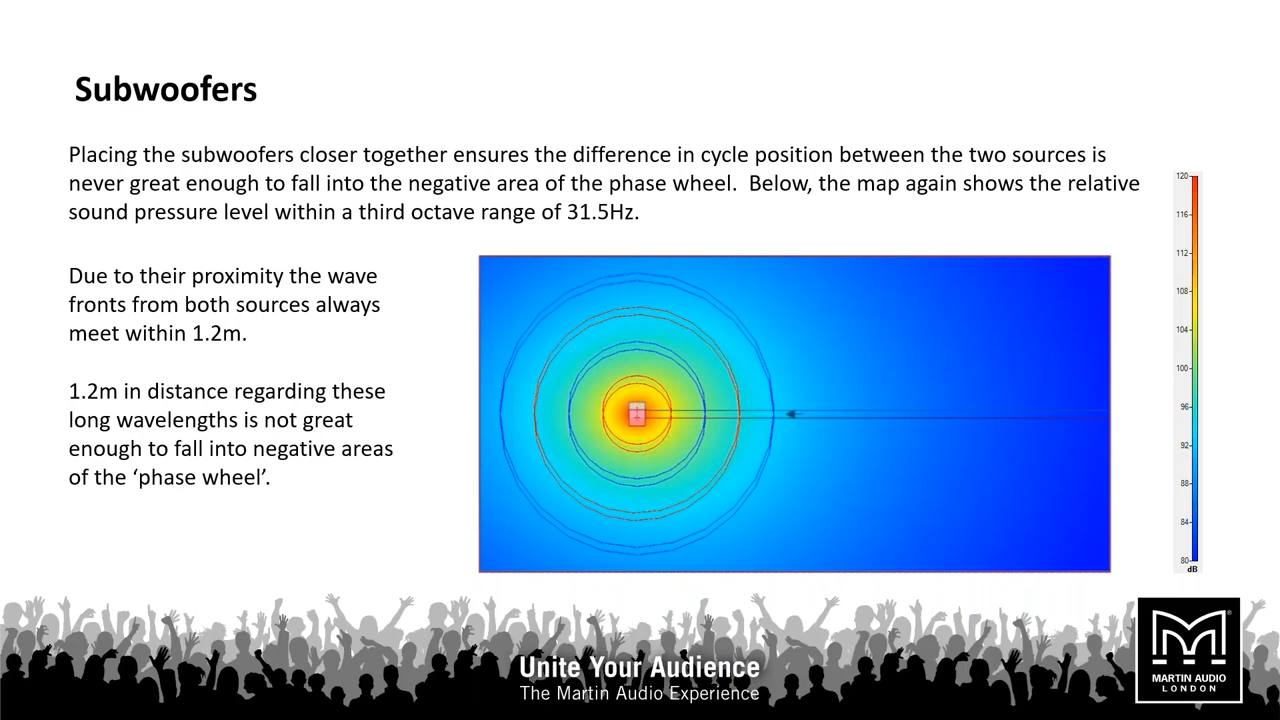 Subwoofers
Placing the subwoofers closer together ensures the difference in cycle position between the two sources is
never great enough to fall into the negative area of the phase wheel.  Below, the map again shows the relative
sound pressure level within a third octave range of 31.5Hz.
Due to their proximity the wave
fronts from both sources always
meet within 1.2m.
1.2m in distance regarding these
long wavelengths is not great
enough to fall into negative areas
of the ‘phase wheel’.
120
116
112
108
104
100
96
92
88
84
80
dB
Unite Your Audience
The Martin Audio Experience
®
MARTIN AUDIO
LONDON